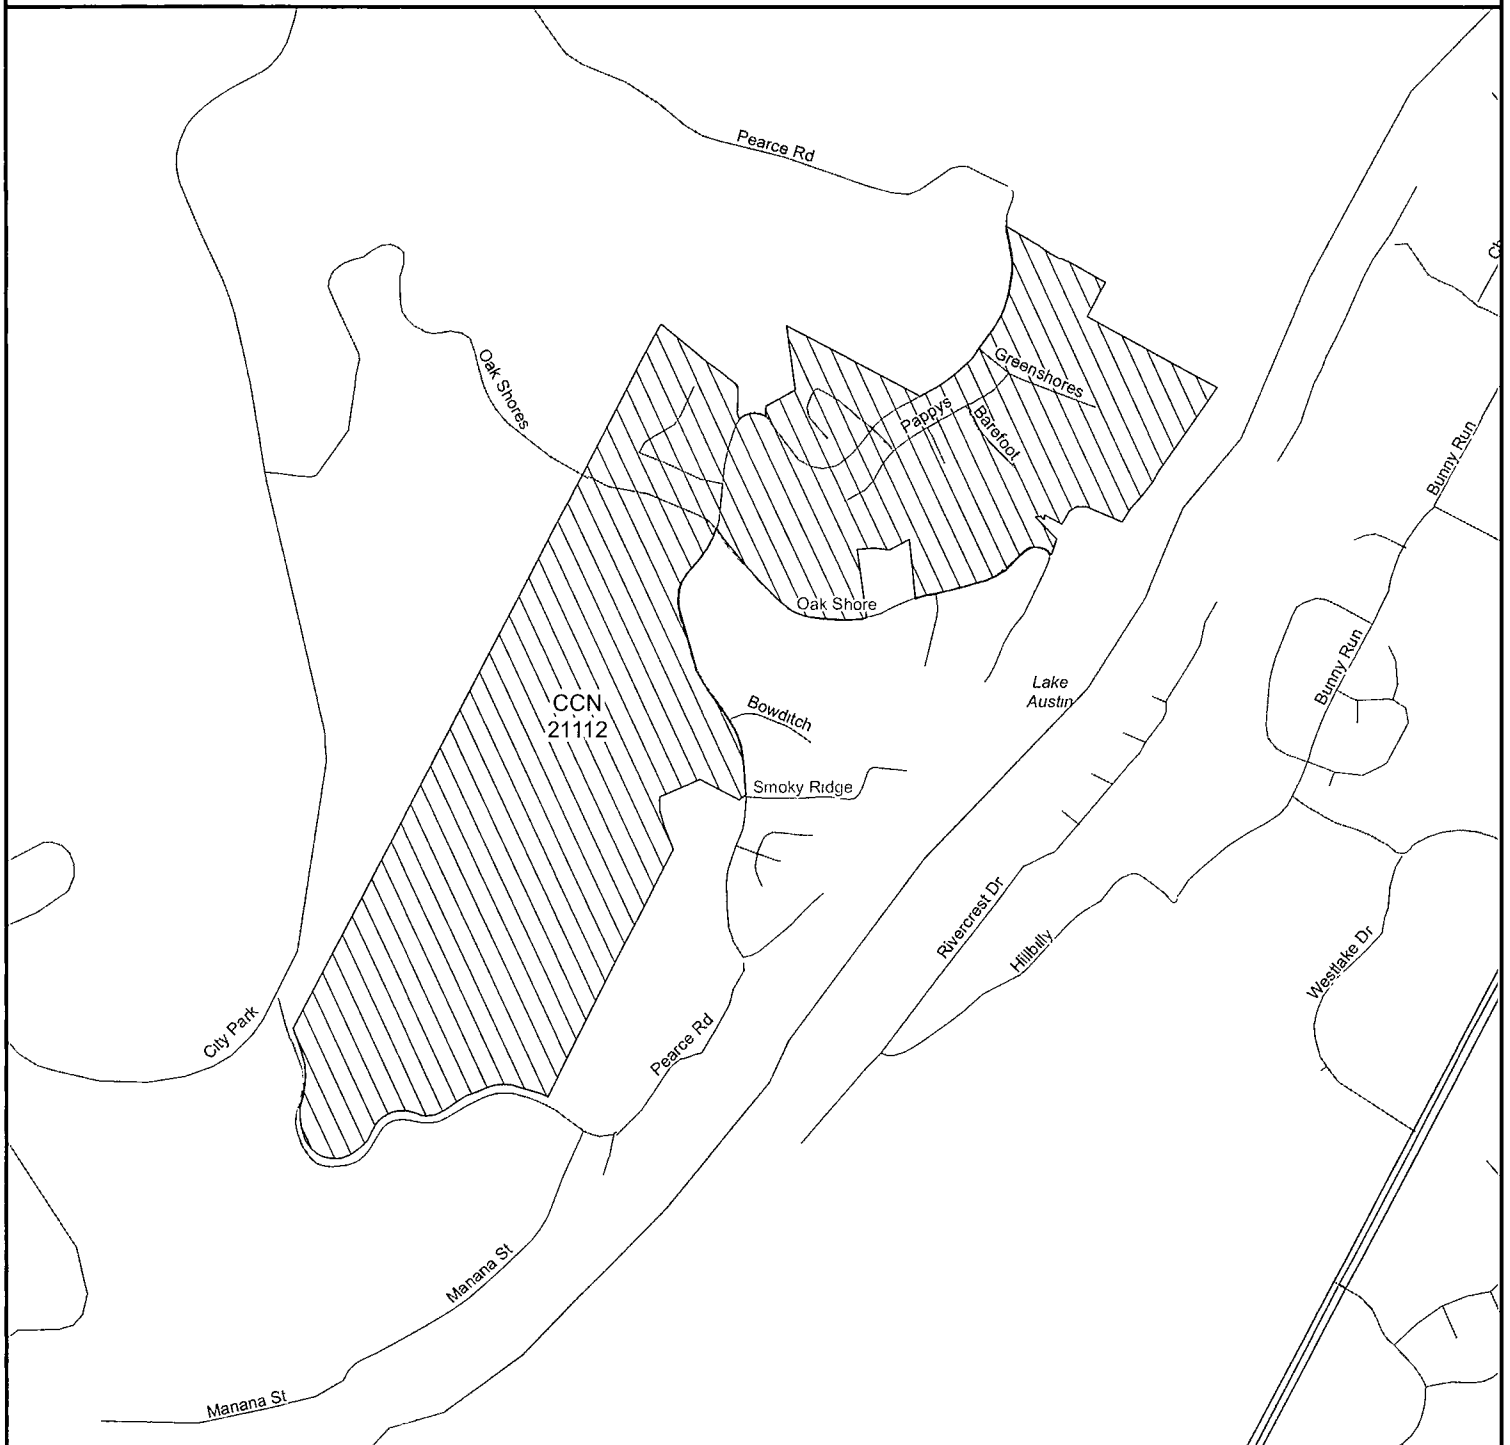 Pearce Rd
Oak Shores
Greenshores
Pappys
Barefoot
Bunny Run
Oak Shore
Bunny Run
Lake
Austin
CCN
21112
Bowditch
Smoky Ridge
Rivercrest Dr
Hillbilly
Westlake Dr
City Park
Pearce Rd
Manana St
Manana St